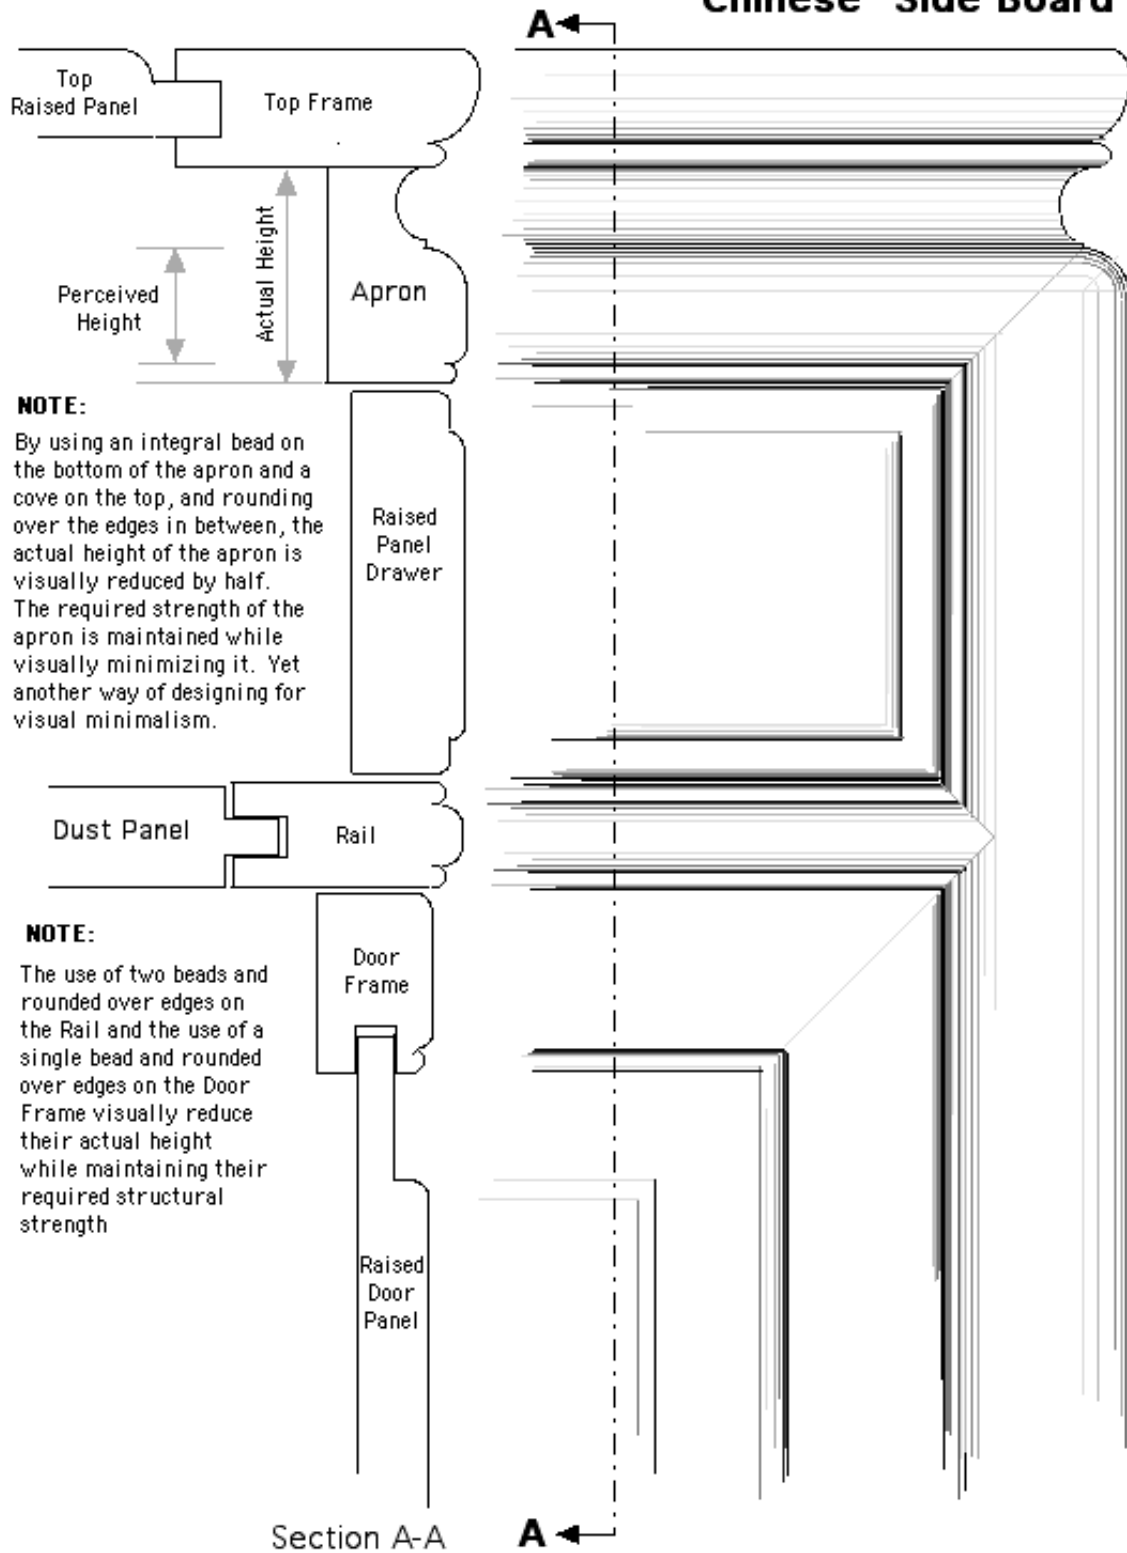 Chinese" Side Board
A
Top
Raised Panel
Top Frame
Actual Height
Perceived
Height
Apron
NOTE:
By using an integral bead on
the bottom of the apron and a
cove on the top, and rounding
over the edges in between, the
actual height of the apron is
visually reduced by half.
The required strength of the
apron is maintained while
visually minimizing it. Yet
another way of designing for
visual minimalism.
Raised
Panel
Drawer
Dust Panel
Rail
NOTE:
The use of two beads and
rounded over edges on
the Rail and the use of a
single bead and rounded
over edges on the Door
Frame visually reduce
their actual height
while maintaining their
required structural
strength
Door
Frame
Raised
Door
Panel
Section A-A
A